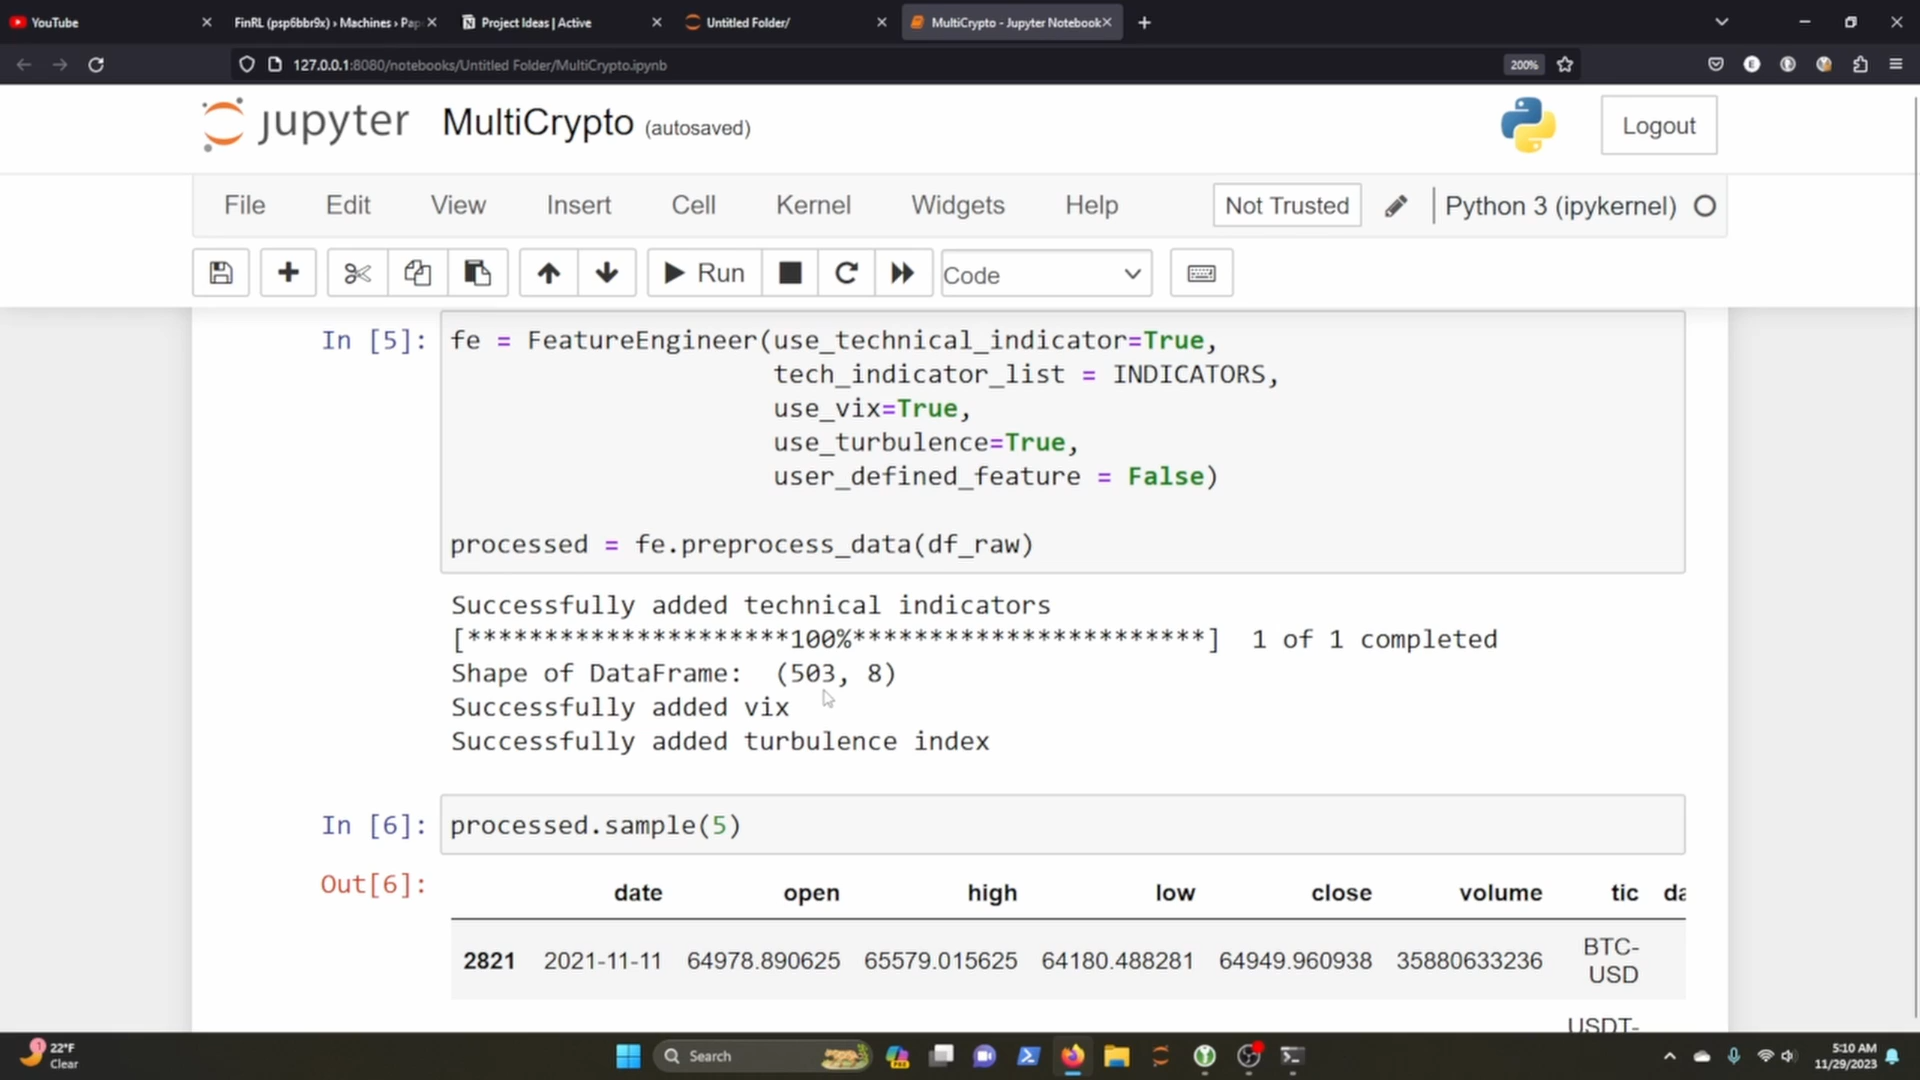 YouTube
FinRL (psp6bbr9x) › Machines › Pap
Project Ideas | Active
Untitled Folder/
MultiCrypto - Jupyter Notebook
127.0.0.1:8080/notebooks/Untitled Folder/MultiCrypto.ipynb
200%
jupyter MultiCrypto (autosaved)
Logout
File Edit View Insert Cell Kernel Widgets Help
Not Trusted
Python 3 (ipykernel)
Run
Code
In [5]: fe = FeatureEngineer(use_technical_indicator=True,
tech_indicator_list = INDICATORS,
use_vix=True,
use_turbulence=True,
user_defined_feature = False)
processed = fe.preprocess_data(df_raw)
Successfully added technical indicators
[*********************100%***********************] 1 of 1 completed
Shape of DataFrame: (503, 8)
Successfully added vix
Successfully added turbulence index
In [6]: processed.sample(5)
Out[6]:
date open high low close volume tic da
2821 2021-11-11 64978.890625 65579.015625 64180.488281 64949.960938 35880633236 BTC-
USD
USDT-
22°F
Clear
Search
5:10 AM
11/29/2023